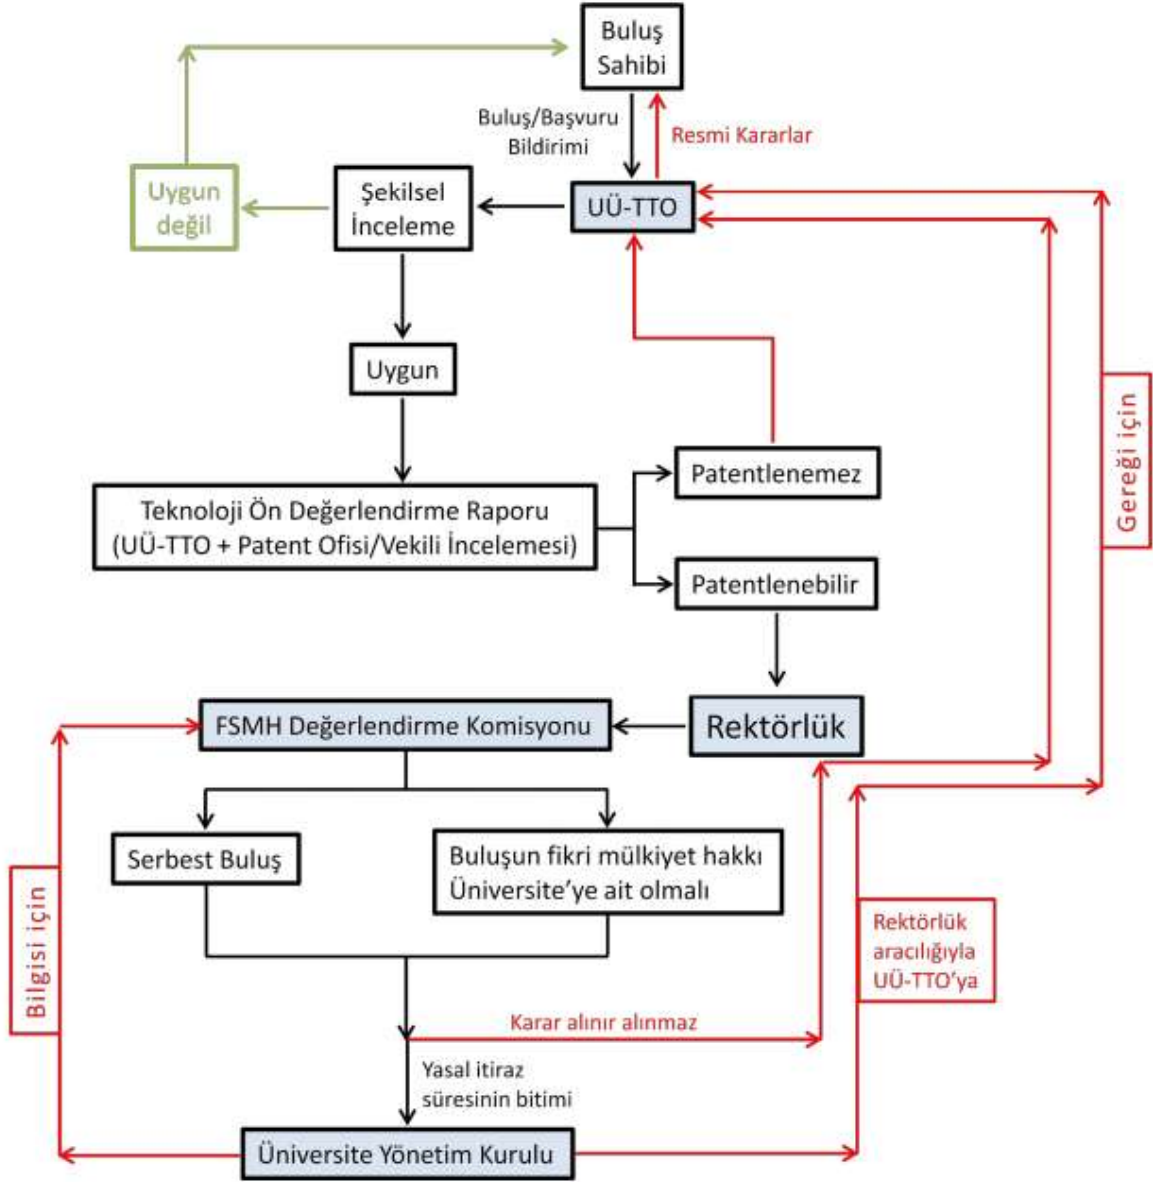 Buluş
Sahibi
Buluş/Başvuru
Bildirimi
Resmi Kararlar
Uygun
değil
Şekilsel
İnceleme
UÜ-TTO
Uygun
Gereği için
Patentlenemez
Teknoloji Ön Değerlendirme Raporu
(UÜ-TTO + Patent Ofisi/Vekili İncelemesi)
Patentlenebilir
FSMH Değerlendirme Komisyonu
Rektörlük
Serbest Buluş
Buluşun fikri mülkiyet hakkı
Üniversite’ye ait olmalı
Bilgisi için
Rektörlük
aracılığıyla
UÜ-TTO’ya
Karar alınır alınmaz
Yasal itiraz
süresinin bitimi
Üniversite Yönetim Kurulu